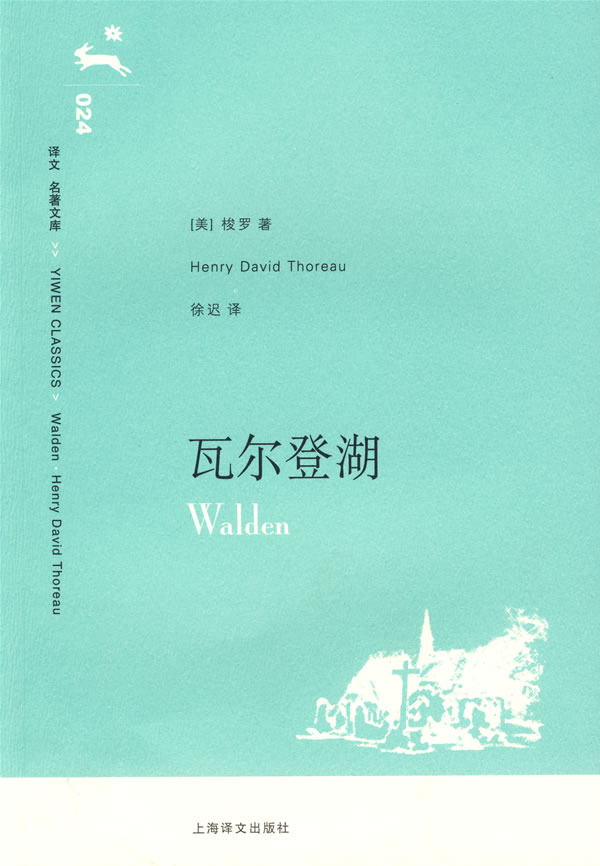 024
译文 名著文库 >> YIWEN CLASSICS > Walden · Henry David Thoreau
[美] 梭罗 著
Henry David Thoreau
徐迟 译
瓦尔登湖
Walden
上海译文出版社